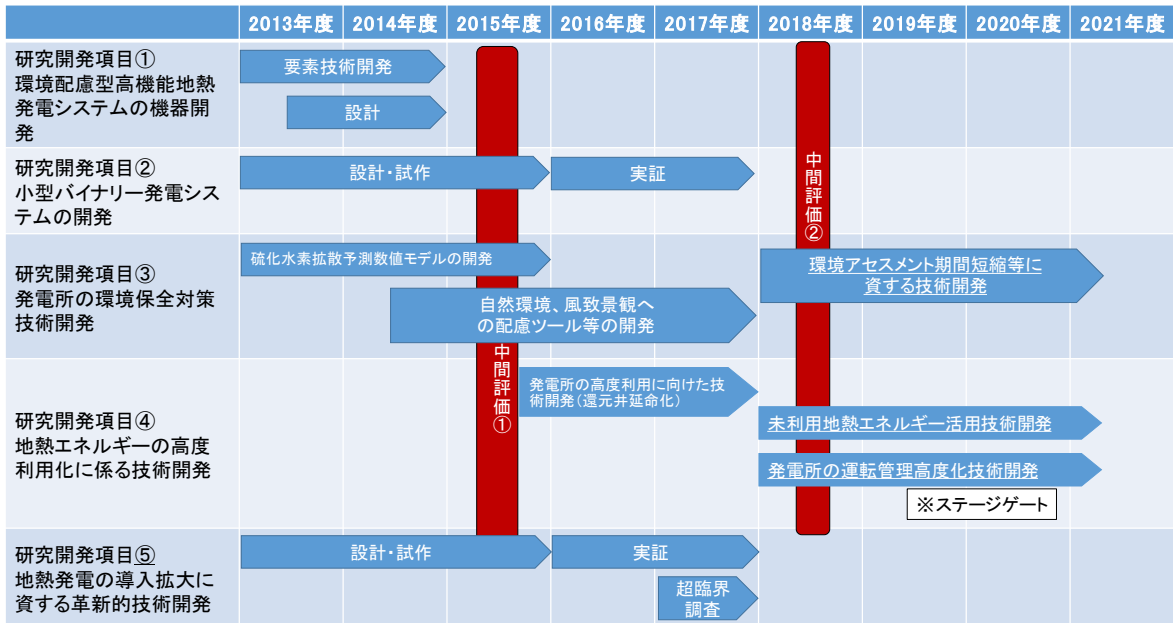 2013年度 2014年度 2015年度 2016年度 2017年度 2018年度 2019年度 2020年度 2021年度
研究開発項目①
環境配慮型高機能地熱
発電システムの機器開
発
要素技術開発
設計
研究開発項目②
小型バイナリー発電シス
テムの開発
設計・試作
実証
研究開発項目③
発電所の環境保全対策
技術開発
硫化水素拡散予測数値モデルの開発
自然環境、風致景観へ
の配慮ツール等の開発
環境アセスメント期間短縮等に
資する技術開発
中間評価①
中間評価②
研究開発項目④
地熱エネルギーの高度
利用化に係る技術開発
発電所の高度利用に向けた技
術開発(還元井延命化)
未利用地熱エネルギー活用技術開発
発電所の運転管理高度化技術開発
※ステージゲート
研究開発項目⑤
地熱発電の導入拡大に
資する革新的技術開発
設計・試作
実証
超臨界
調査